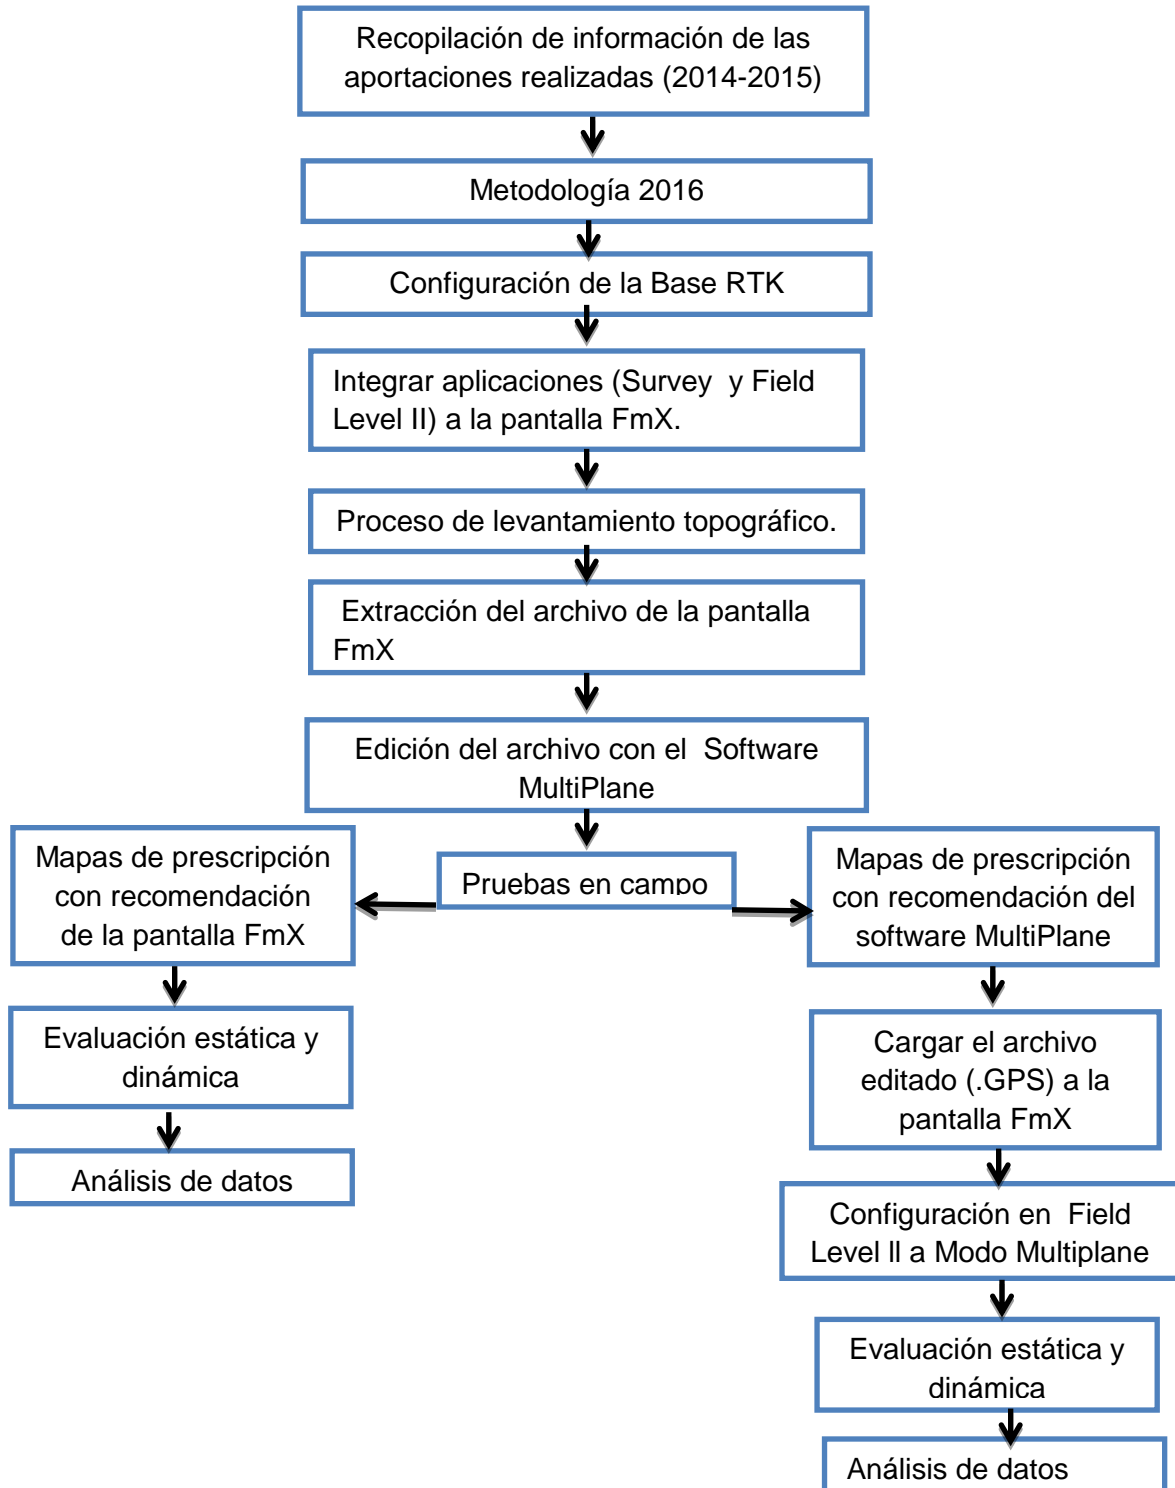 Recopilación de información de las
aportaciones realizadas (2014-2015)
Metodología 2016
Configuración de la Base RTK
Integrar aplicaciones (Survey y Field
Level II) a la pantalla FmX.
Proceso de levantamiento topográfico.
Extracción del archivo de la pantalla
FmX
Edición del archivo con el Software
MultiPlane
Pruebas en campo
Mapas de prescripción
con recomendación
de la pantalla FmX
Evaluación estática y
dinámica
Análisis de datos
Mapas de prescripción
con recomendación del
software MultiPlane
Cargar el archivo
editado (.GPS) a la
pantalla FmX
Configuración en Field
Level ll a Modo Multiplane
Evaluación estática y
dinámica
Análisis de datos